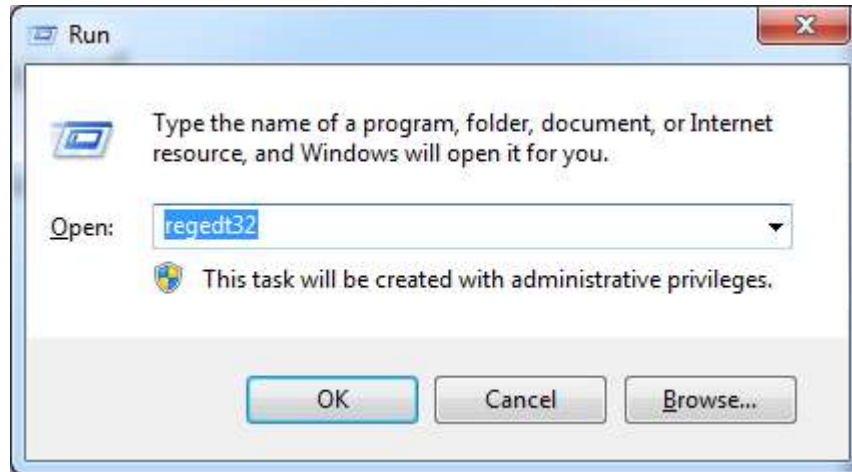 Run
Type the name of a program, folder, document, or Internet
resource, and Windows will open it for you.
Open: regedt32
This task will be created with administrative privileges.
OK Cancel Browse...